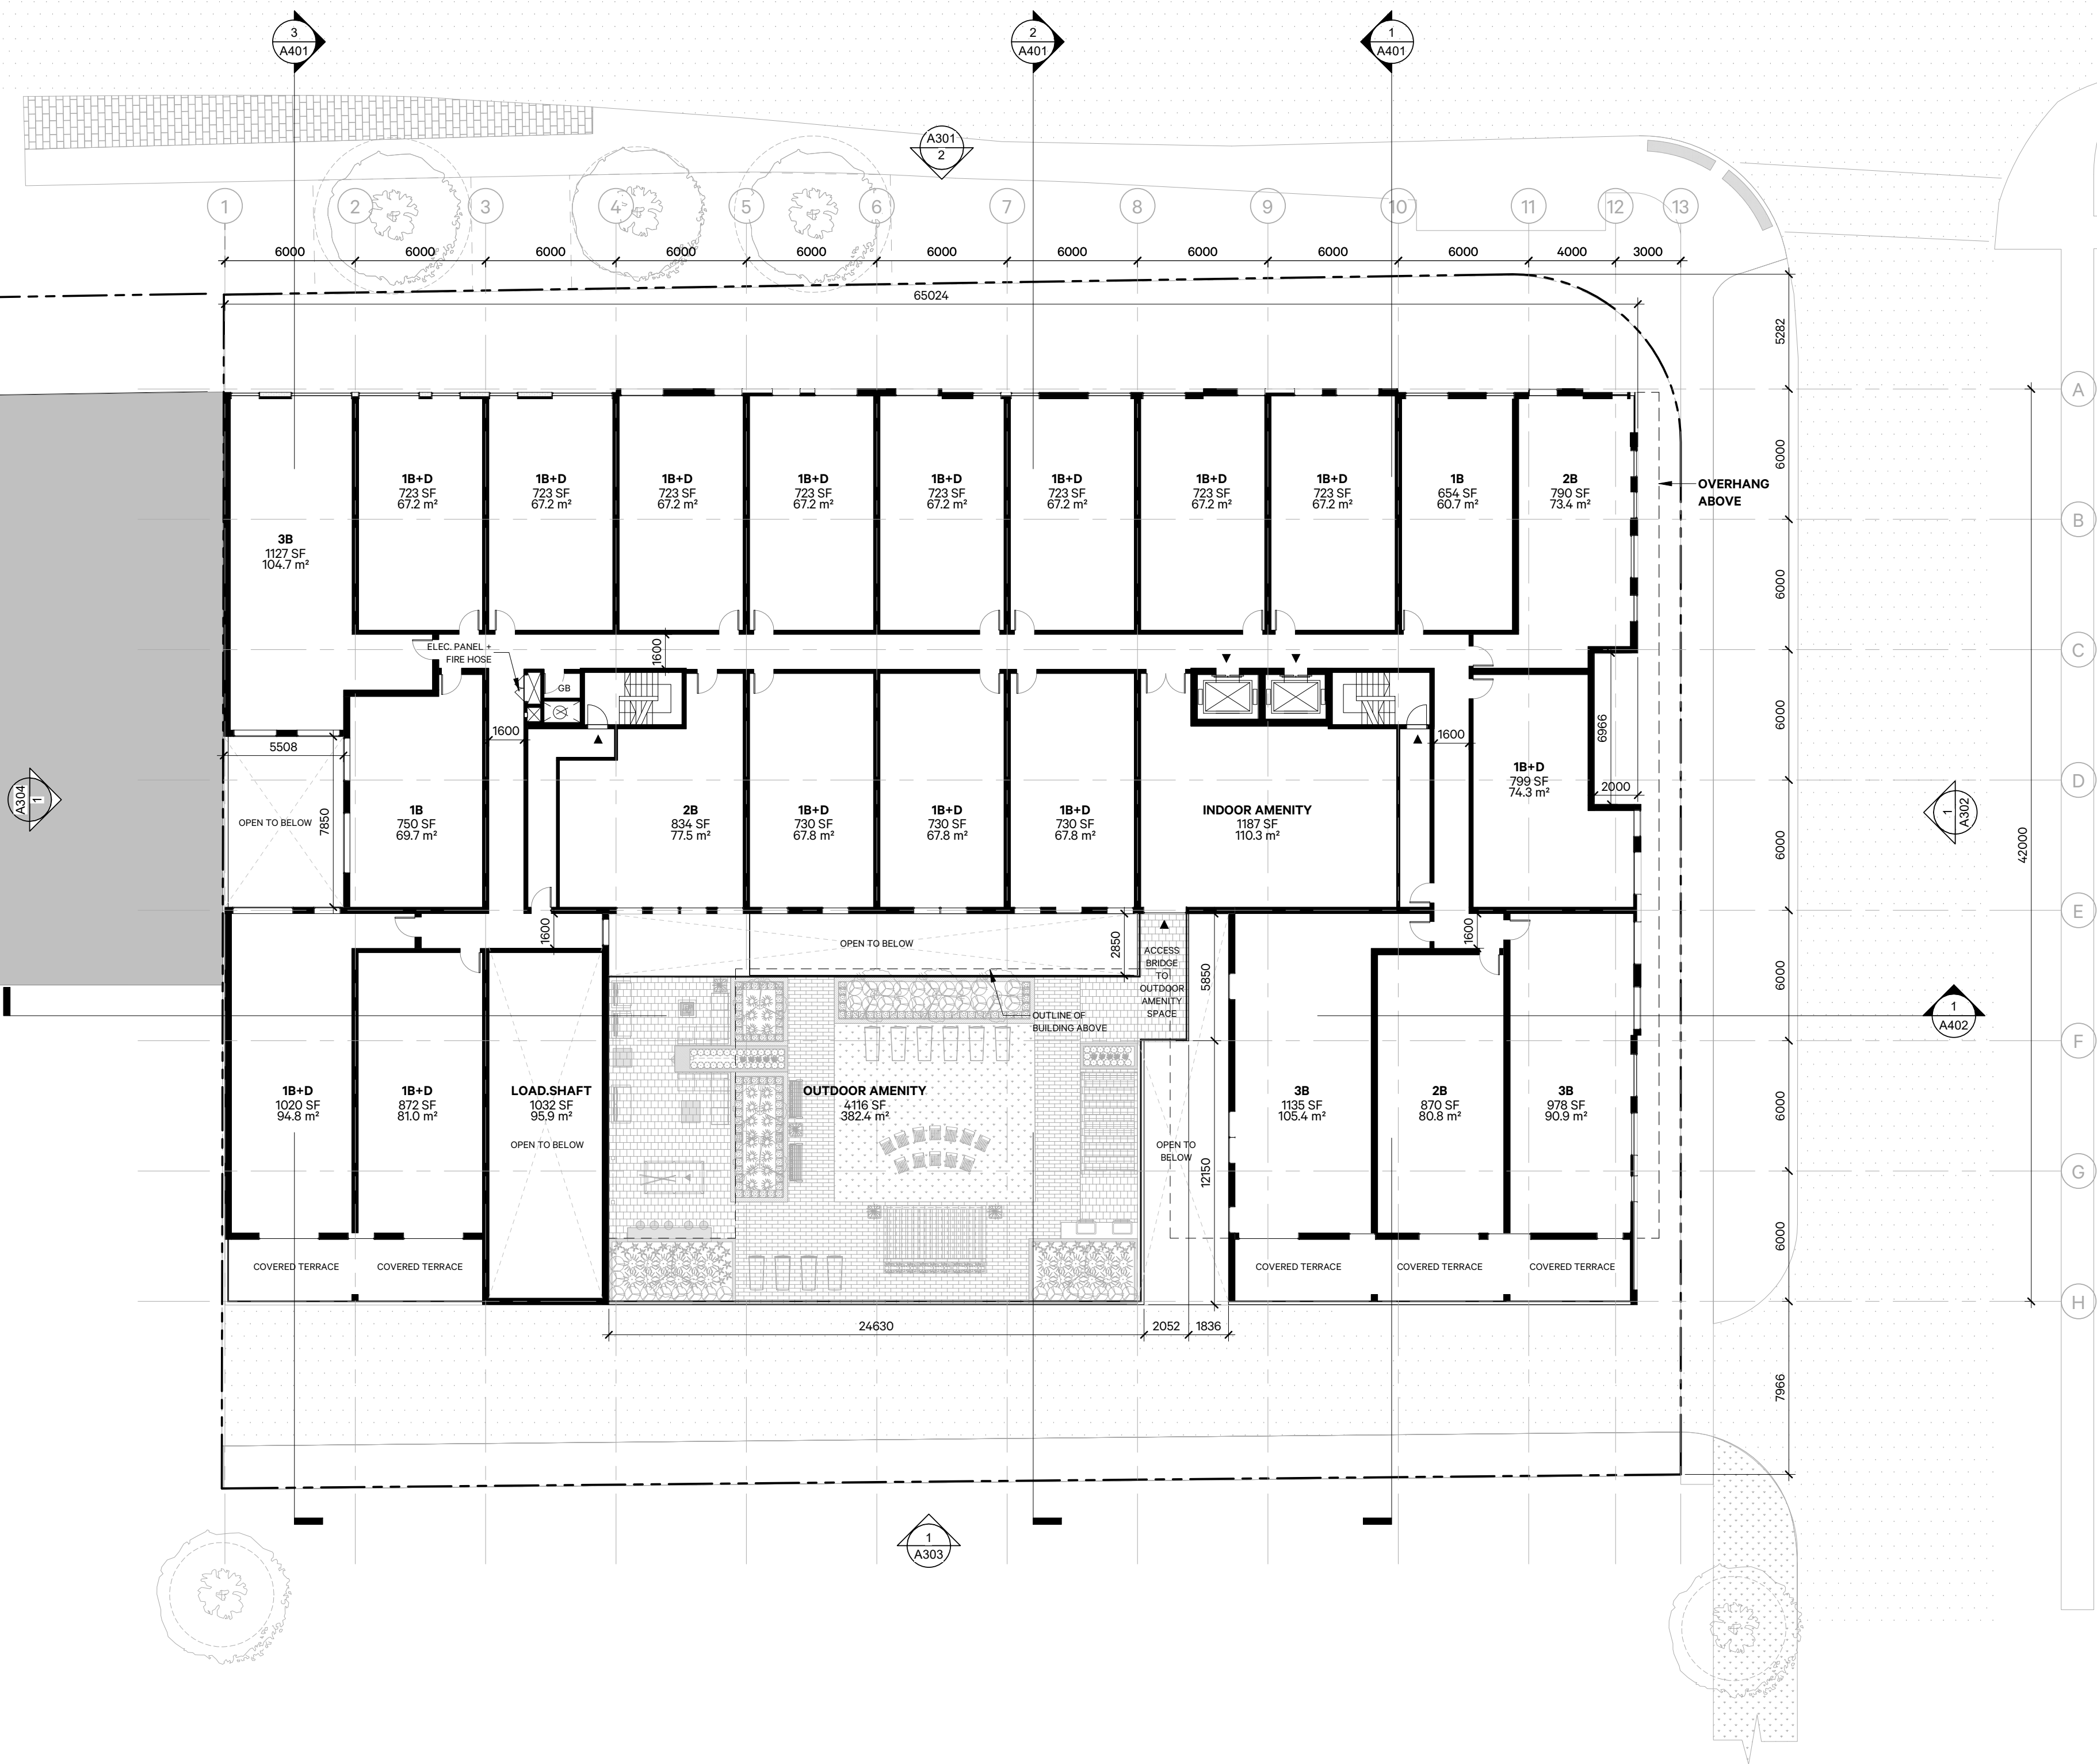 3
A401
2
A401
1
A401
A301
2
1
2
3
4
5
6
7
8
9
10
11
12
13
6000
6000
6000
6000
6000
6000
6000
6000
6000
6000
4000
3000
65024
5282
A
B
C
D
E
F
G
H
6000
6000
6000
6000
6000
6000
6000
7966
42000
OVERHANG
ABOVE
3B
1127 SF
104.7 m²
1B+D
723 SF
67.2 m²
1B+D
723 SF
67.2 m²
1B+D
723 SF
67.2 m²
1B+D
723 SF
67.2 m²
1B+D
723 SF
67.2 m²
1B+D
723 SF
67.2 m²
1B+D
723 SF
67.2 m²
1B+D
723 SF
67.2 m²
1B
654 SF
60.7 m²
2B
790 SF
73.4 m²
ELEC. PANEL +
FIRE HOSE
GB
1600
1600
1600
5508
7850
OPEN TO BELOW
6966
2000
1B
750 SF
69.7 m²
2B
834 SF
77.5 m²
1B+D
730 SF
67.8 m²
1B+D
730 SF
67.8 m²
1B+D
730 SF
67.8 m²
INDOOR AMENITY
1187 SF
110.3 m²
1B+D
799 SF
74.3 m²
A304
1
1
A302
1600
OPEN TO BELOW
2850
ACCESS
BRIDGE
TO
OUTDOOR
AMENITY
SPACE
5850
1600
OUTLINE OF
BUILDING ABOVE
1
A402
1B+D
1020 SF
94.8 m²
1B+D
872 SF
81.0 m²
LOAD.SHAFT
1032 SF
95.9 m²
OPEN TO BELOW
OUTDOOR AMENITY
4116 SF
382.4 m²
OPEN TO
BELOW
12150
3B
1135 SF
105.4 m²
2B
870 SF
80.8 m²
3B
978 SF
90.9 m²
COVERED TERRACE
COVERED TERRACE
COVERED TERRACE
COVERED TERRACE
COVERED TERRACE
24630
2052
1836
1
A303